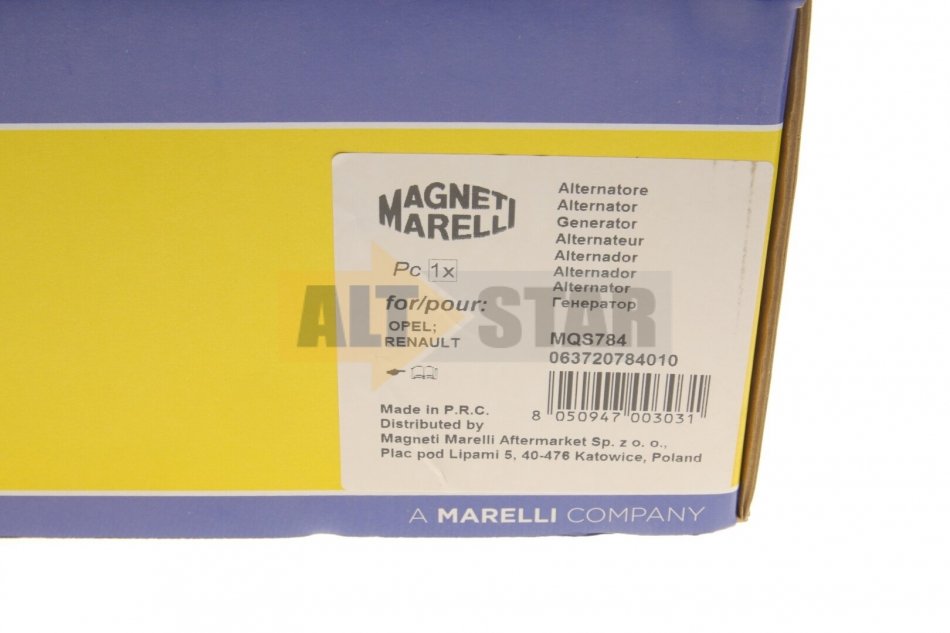 MAGNETI
MARELLI
Pc 1x
for/pour:
OPEL;
RENAULT
Alternatore
Alternator
Generator
Alternateur
Alternador
Alternador
Alternator
Генератор
ALT STAR
MQS784
063720784010
8 050947 003031
Made in P.R.C.
Distributed by
Magneti Marelli Aftermarket Sp. z o. o.,
Plac pod Lipami 5, 40-476 Katowice, Poland
A MARELLI COMPANY